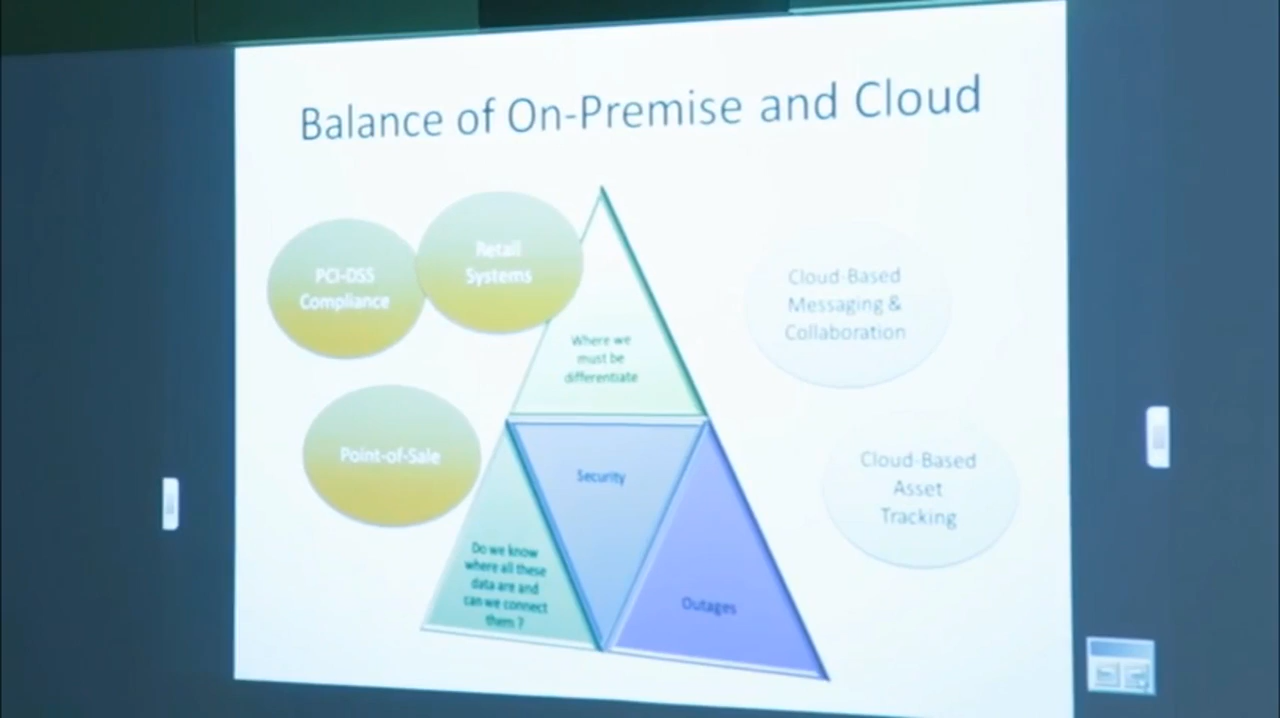 Balance of On-Premise and Cloud
PCI-DSS
Compliance
Retail
Systems
Point-of-Sale
Where we
must be
differentiate
Security
Do we know
where all these
data are and
can we connect
them ?
Outages
Cloud-Based
Messaging &
Collaboration
Cloud-Based
Asset
Tracking